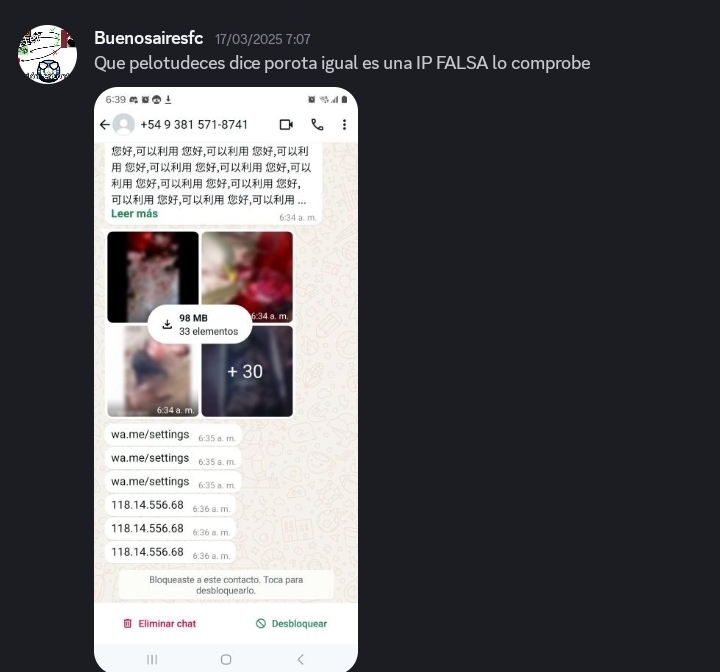 Buenosairesfc 17/03/2025 7:07
Que pelotudeces dice porota igual es una IP FALSA lo comprobe
6:39
+54 9 381 571-8741
您好,可以利用 您好,可以利用 您好,可以利
用 您好,可以利用 您好,可以利用 您好,可以
利用 您好,可以利用 您好,可以利用 您好,
可以利用 您好,可以利用 您好,可以利用 ...
Leer más 6:34 a. m.
98 MB
33 elementos
6:34 a. m.
+ 30
6:34 a. m.
wa.me/settings 6:35 a. m.
wa.me/settings 6:35 a. m.
wa.me/settings 6:35 a. m.
118.14.556.68 6:36 a. m.
118.14.556.68 6:36 a. m.
118.14.556.68 6:36 a. m.
Bloqueaste a este contacto. Toca para
desbloquearlo.
Eliminar chat Desbloquear